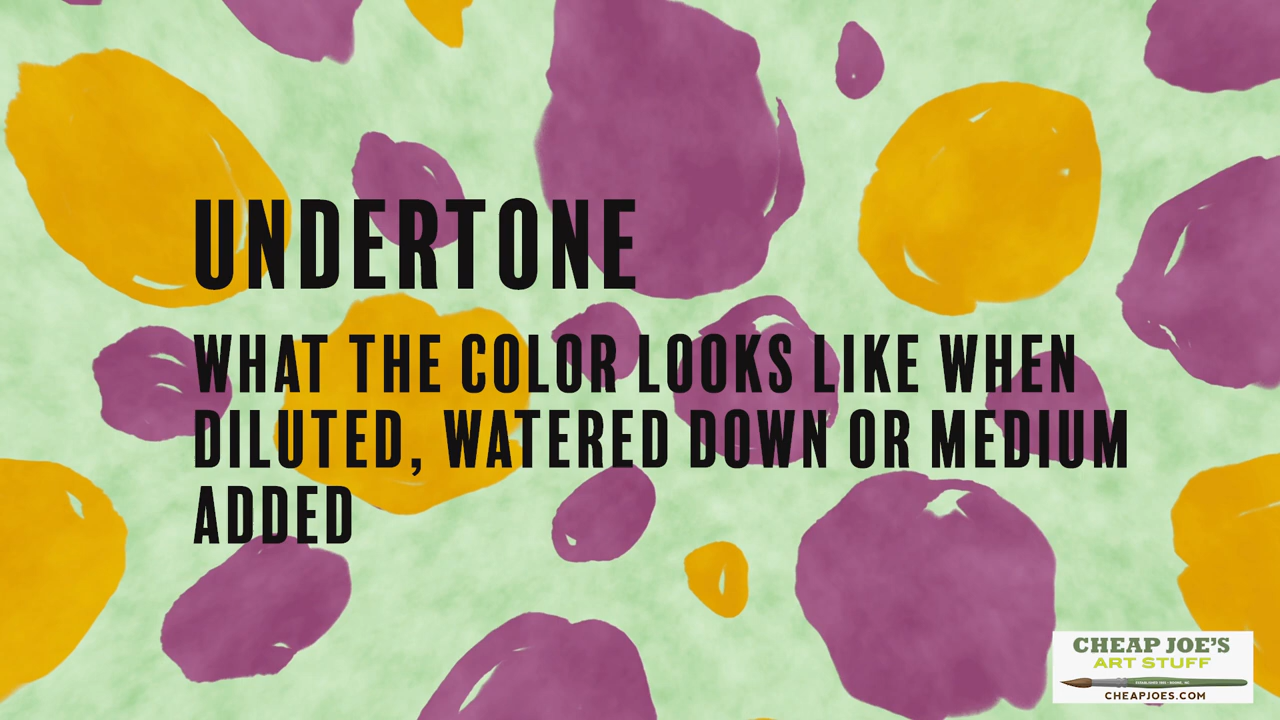 UNDERTONE
WHAT THE COLOR LOOKS LIKE WHEN
DILUTED, WATERED DOWN OR MEDIUM
ADDED
CHEAP JOE'S
ART STUFF
CHEAPJOES.COM